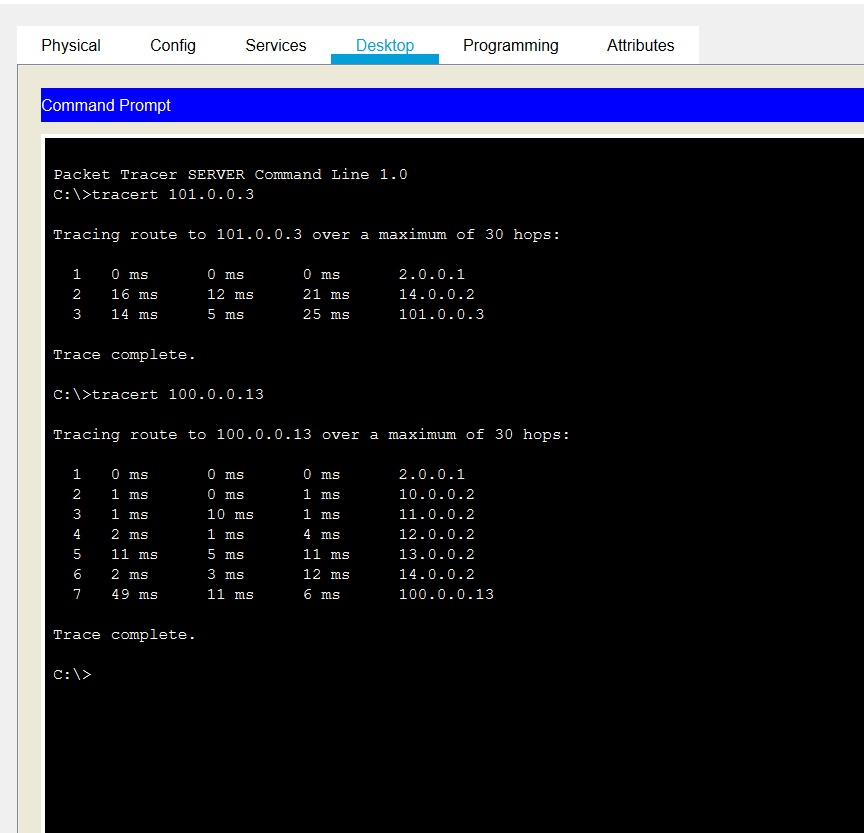 Physical Config Services Desktop Programming Attributes
Command Prompt
Packet Tracer SERVER Command Line 1.0
C:\>tracert 101.0.0.3
Tracing route to 101.0.0.3 over a maximum of 30 hops:
1 0 ms 0 ms 0 ms 2.0.0.1
2 16 ms 12 ms 21 ms 14.0.0.2
3 14 ms 5 ms 25 ms 101.0.0.3
Trace complete.
C:\>tracert 100.0.0.13
Tracing route to 100.0.0.13 over a maximum of 30 hops:
1 0 ms 0 ms 0 ms 2.0.0.1
2 1 ms 0 ms 1 ms 10.0.0.2
3 1 ms 10 ms 1 ms 11.0.0.2
4 2 ms 1 ms 4 ms 12.0.0.2
5 11 ms 5 ms 11 ms 13.0.0.2
6 2 ms 3 ms 12 ms 14.0.0.2
7 49 ms 11 ms 6 ms 100.0.0.13
Trace complete.
C:\>